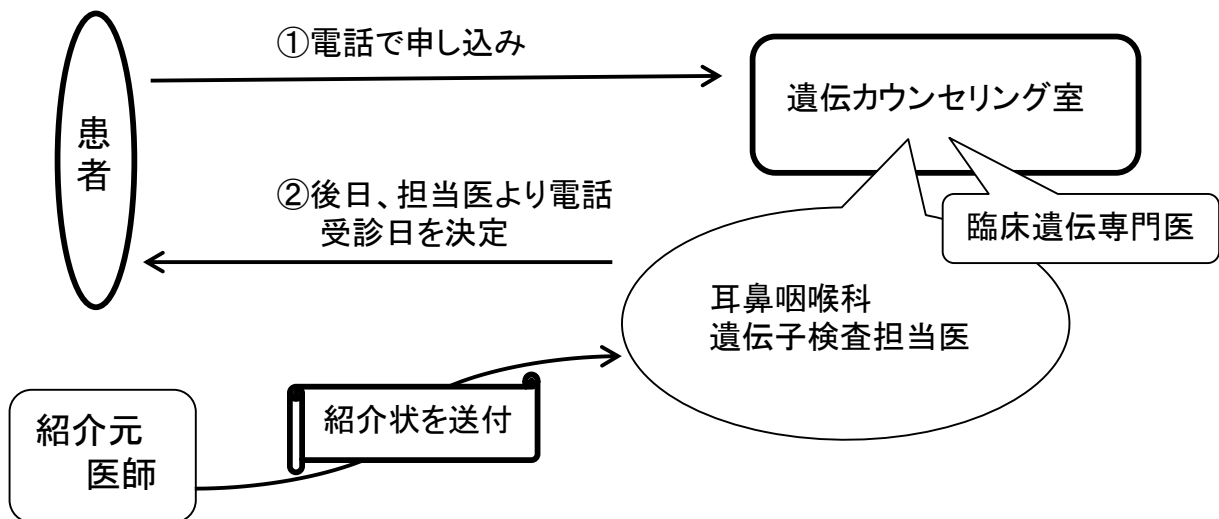 ①電話で申し込み
遺伝カウンセリング室
患
者
②後日、担当医より電話
受診日を決定
臨床遺伝専門医
耳鼻咽喉科
遺伝子検査担当医
紹介状を送付
紹介元
医師